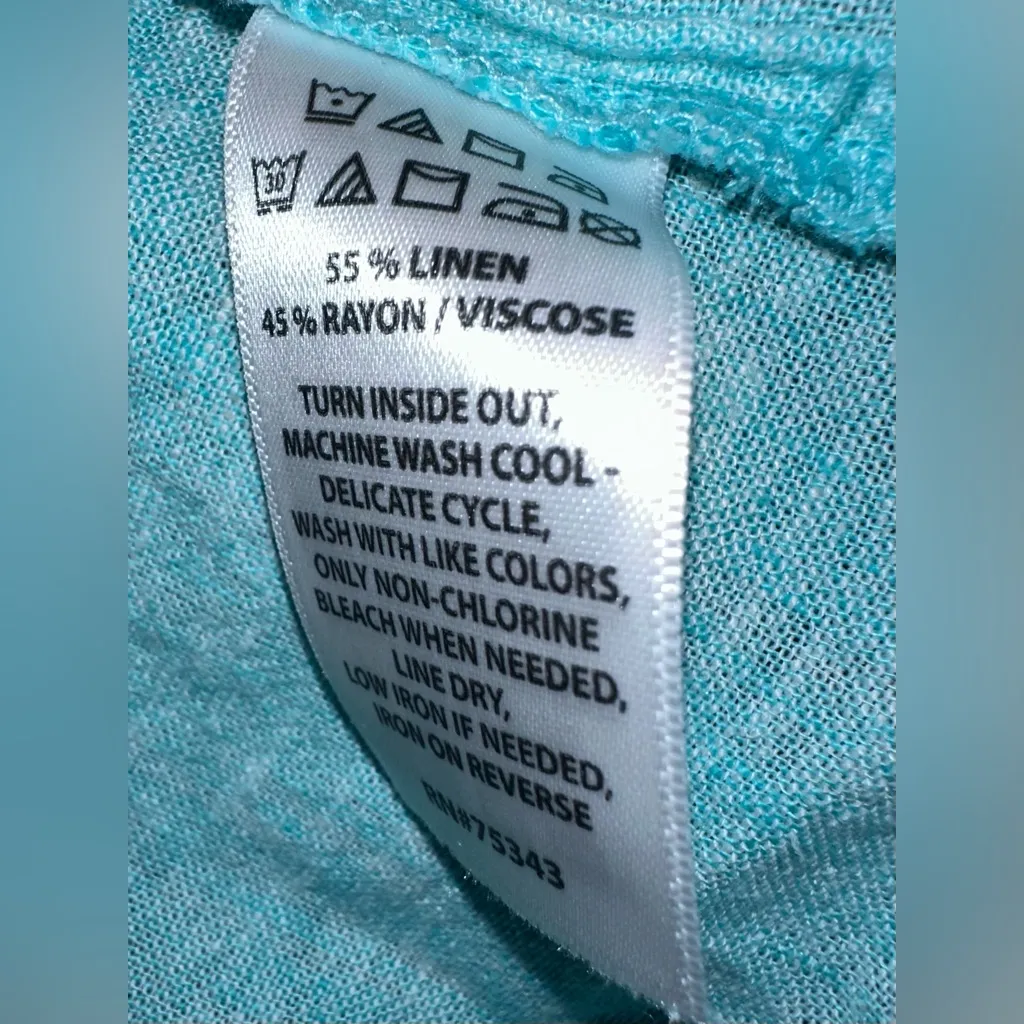 30
55 % LINEN
45 % RAYON / VISCOSE
TURN INSIDE OUT,
MACHINE WASH COOL -
DELICATE CYCLE,
WASH WITH LIKE COLORS,
ONLY NON-CHLORINE
BLEACH WHEN NEEDED,
LINE DRY,
LOW IRON IF NEEDED,
IRON ON REVERSE
RN#75343